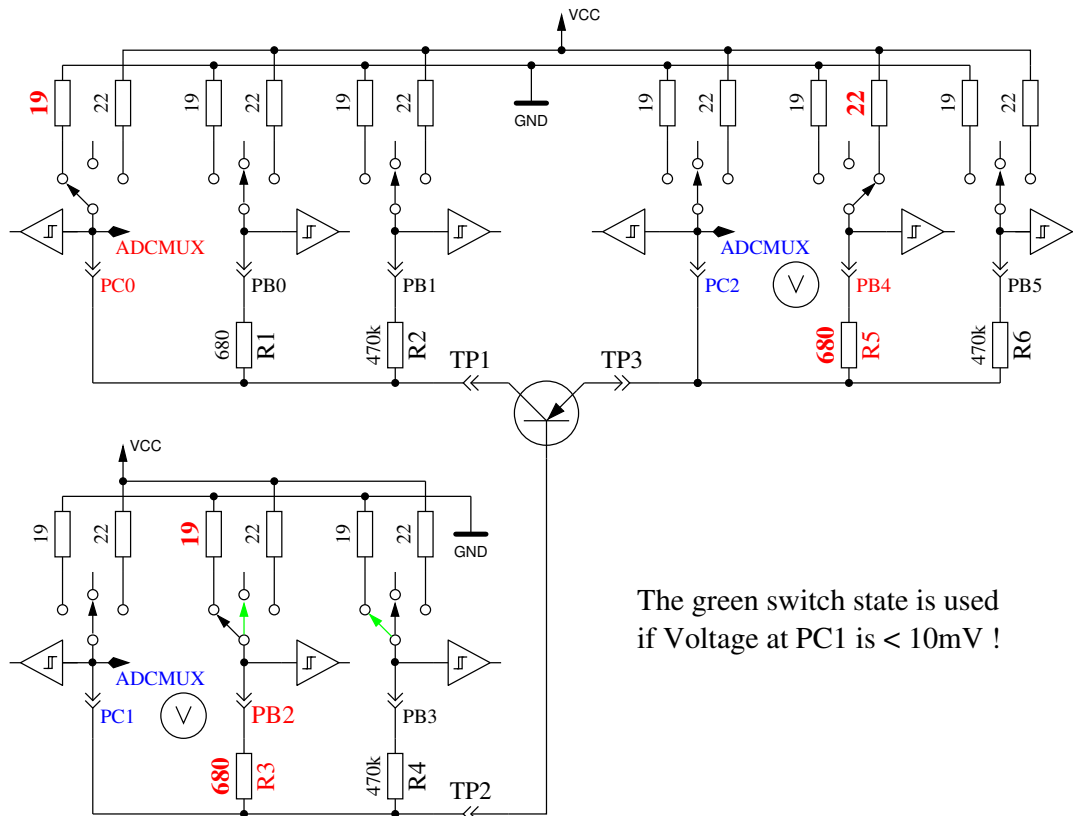 VCC
19
22
19
22
19
22
GND
19
22
19
22
19
22
ADCMUX
PC0
PB0
PB1
ADCMUX
PC2
V
PB4
PB5
680
R1
470k
R2
680
R5
470k
R6
TP1
TP3
VCC
19
22
19
22
19
22
GND
The green switch state is used
if Voltage at PC1 is < 10mV !
ADCMUX
PC1
V
PB2
PB3
680
R3
470k
R4
TP2